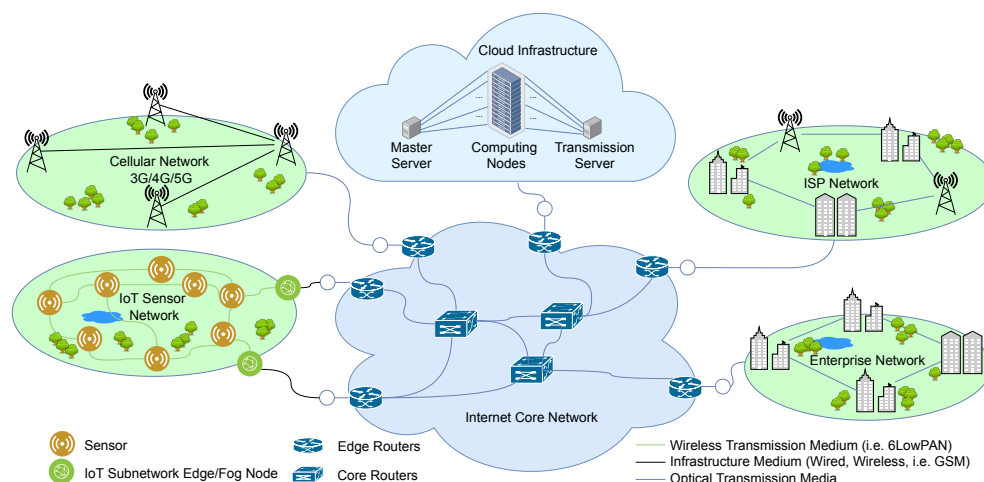 Cloud Infrastructure
...
...
...
...
Master
Server
Computing
Nodes
Transmission
Server
Cellular Network
3G/4G/5G
ISP Network
IoT Sensor
Network
Enterprise Network
Internet Core Network
Sensor
IoT Subnetwork Edge/Fog Node
Edge Routers
Core Routers
Wireless Transmission Medium (i.e. 6LowPAN)
Infrastructure Medium (Wired, Wireless, i.e. GSM)
Optical Transmission Media